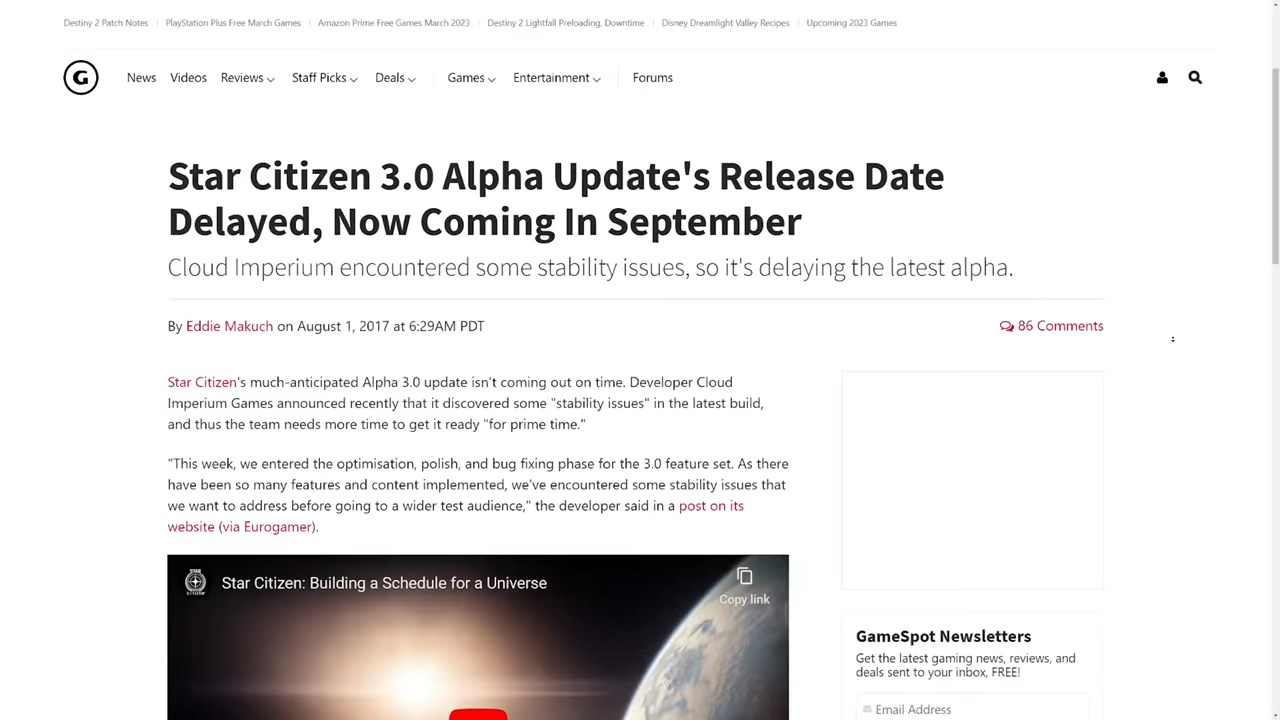 Destiny 2 Patch Notes PlayStation Plus Free March Games Amazon Prime Free Games March 2023 Destiny 2 Lightfall Preloading, Downtime Disney Dreamlight Valley Recipes Upcoming 2023 Games
G News Videos Reviews Staff Picks Deals Games Entertainment Forums
Star Citizen 3.0 Alpha Update's Release Date
Delayed, Now Coming In September
Cloud Imperium encountered some stability issues, so it's delaying the latest alpha.
By Eddie Makuch on August 1, 2017 at 6:29AM PDT
86 Comments
Star Citizen's much-anticipated Alpha 3.0 update isn't coming out on time. Developer Cloud
Imperium Games announced recently that it discovered some "stability issues" in the latest build,
and thus the team needs more time to get it ready "for prime time."
"This week, we entered the optimisation, polish, and bug fixing phase for the 3.0 feature set. As there
have been so many features and content implemented, we've encountered some stability issues that
we want to address before going to a wider test audience," the developer said in a post on its
website (via Eurogamer).
STAR CITIZEN
Star Citizen: Building a Schedule for a Universe
Copy link
GameSpot Newsletters
Get the latest gaming news, reviews, and
deals sent to your inbox, FREE!
Email Address